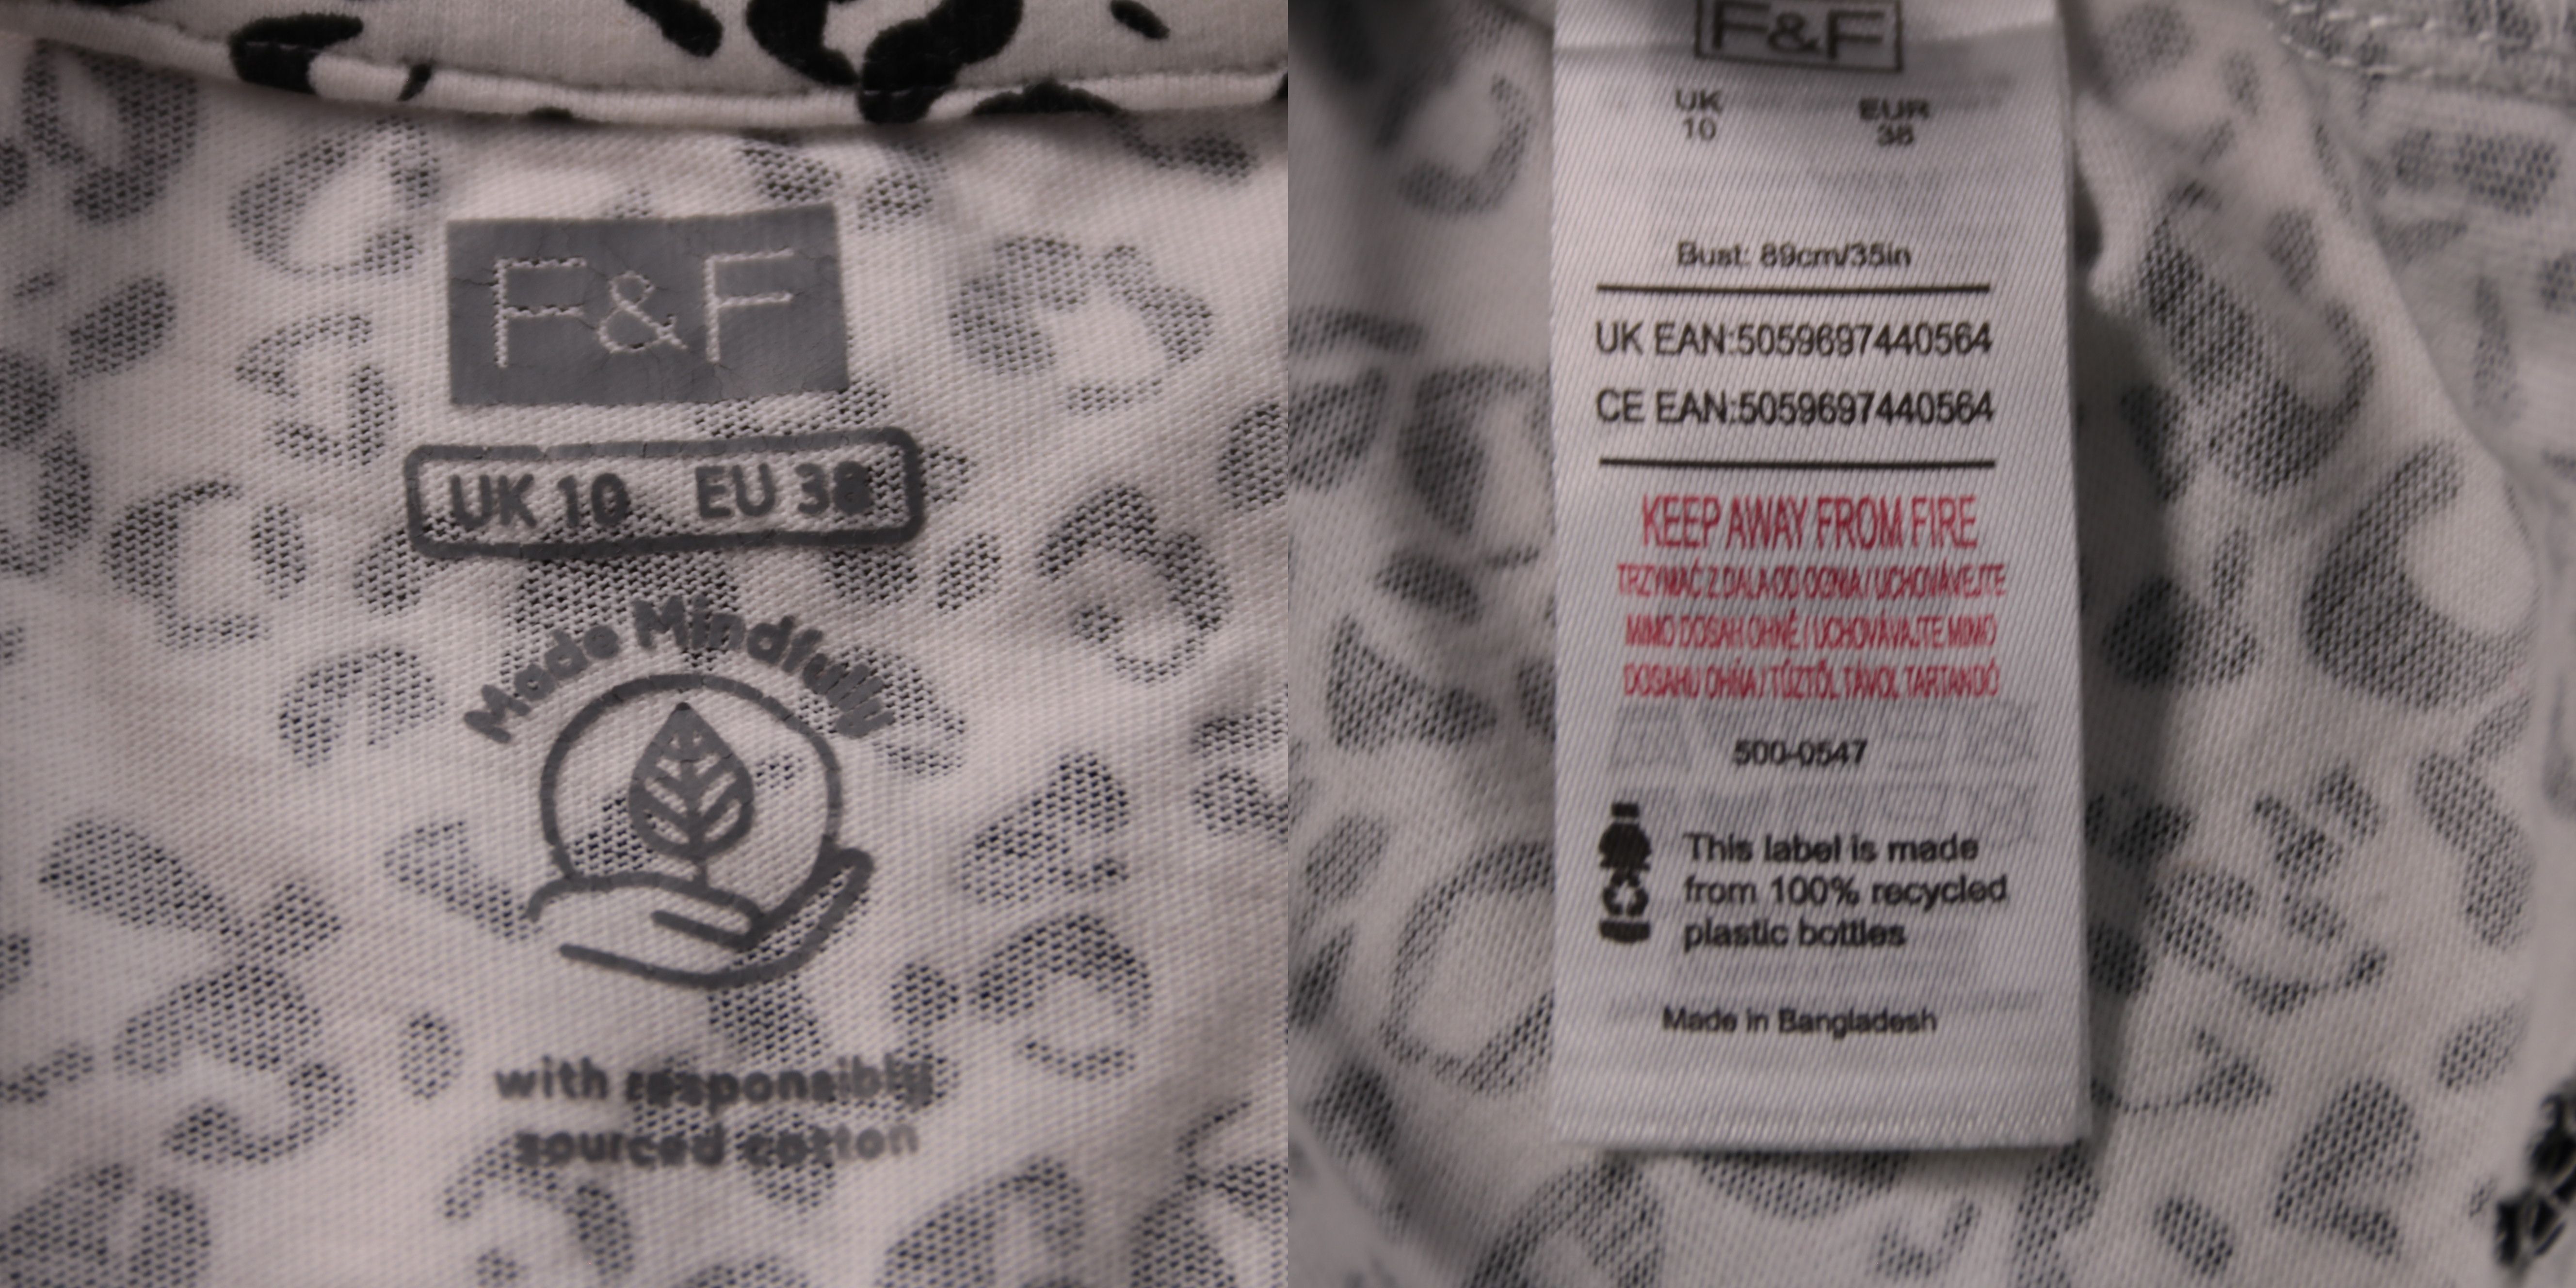 F&F
UK 10 EU 38
Made Mindfully
with responsibly
sourced cotton
F&F
UK EUR
10 38
Bust: 89cm/35in
UK EAN:5059697440564
CE EAN:5059697440564
KEEP AWAY FROM FIRE
TRZYMAĆ Z DALA OD OGNIA / UCHOVÁVEJTE
MIMO DOSAH OHNĚ / UCHOVÁVAJTE MIMO
DOSAHU OHŇA / TŰZTŐL TÁVOL TARTANDÓ
500-0547
This label is made
from 100% recycled
plastic bottles
Made in Bangladesh